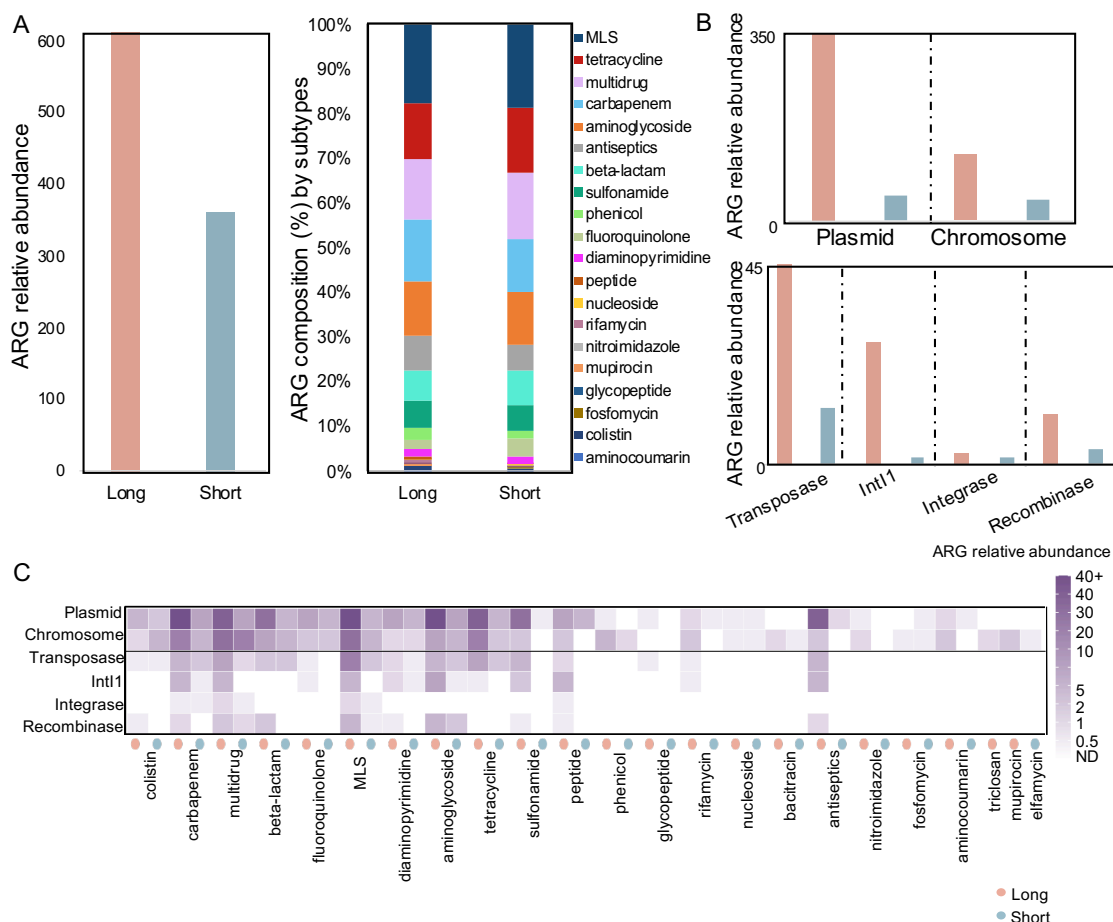 A
ARG relative abundance
600
500
400
300
200
100
0
Long
Short
ARG composition (%) by subtypes
100%
90%
80%
70%
60%
50%
40%
30%
20%
10%
0%
Long
Short
MLS
tetracycline
multidrug
carbapenem
aminoglycoside
antiseptics
beta-lactam
sulfonamide
phenicol
fluoroquinolone
diaminopyrimidine
peptide
nucleoside
rifamycin
nitroimidazole
mupirocin
glycopeptide
fosfomycin
colistin
aminocoumarin
B
ARG relative abundance
350
0
Plasmid
Chromosome
ARG relative abundance
45
0
Transposase
IntI1
Integrase
Recombinase
C
ARG relative abundance
40+
40
30
20
10
5
2
1
0.5
ND
Plasmid
Chromosome
Transposase
IntI1
Integrase
Recombinase
colistin
carbapenem
multidrug
beta-lactam
fluoroquinolone
MLS
diaminopyrimidine
aminoglycoside
tetracycline
sulfonamide
peptide
phenicol
glycopeptide
rifamycin
nucleoside
bacitracin
antiseptics
nitroimidazole
fosfomycin
aminocoumarin
triclosan
mupirocin
elfamycin
Long
Short